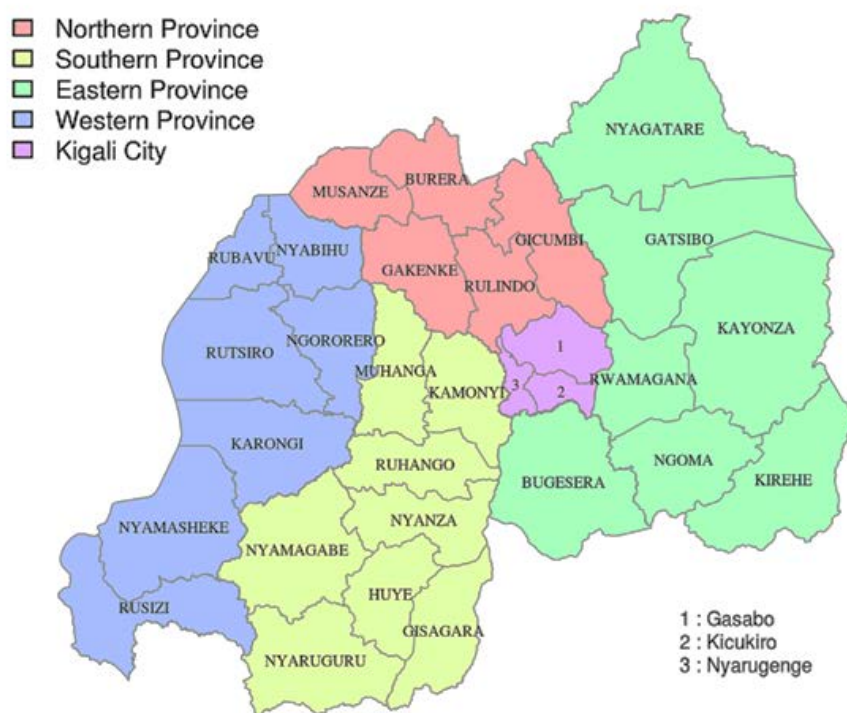 Northern Province
Southern Province
Eastern Province
Western Province
Kigali City
NYAGATARE
BURERA
MUSANZE
GICUMBI
GATSIBO
RUBAVU
NYABIHU
GAKENKE
RULINDO
KAYONZA
RUTSIRO
NGORORERO
1
MUHANGA
RWAMAGANA
3
2
KAMONYI
KARONGI
RUHANGO
NGOMA
KIREHE
BUGESERA
NYAMASHEKE
NYANZA
NYAMAGABE
HUYE
RUSIZI
GISAGARA
NYARUGURU
1 : Gasabo
2 : Kicukiro
3 : Nyarugenge